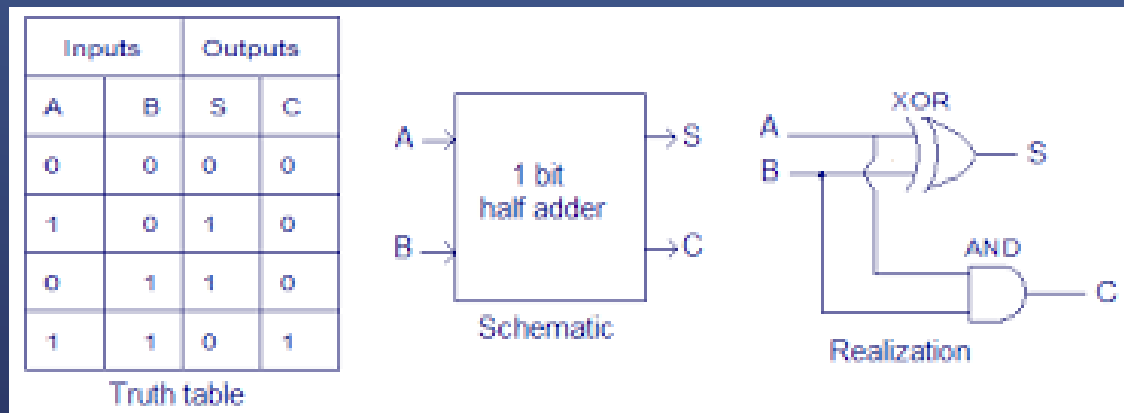 Inputs Outputs
A B S C
0 0 0 0
1 0 1 0
0 1 1 0
1 1 0 1
Truth table
A
B
1 bit
half adder
S
C
Schematic
XOR
A
B
S
AND
C
Realization